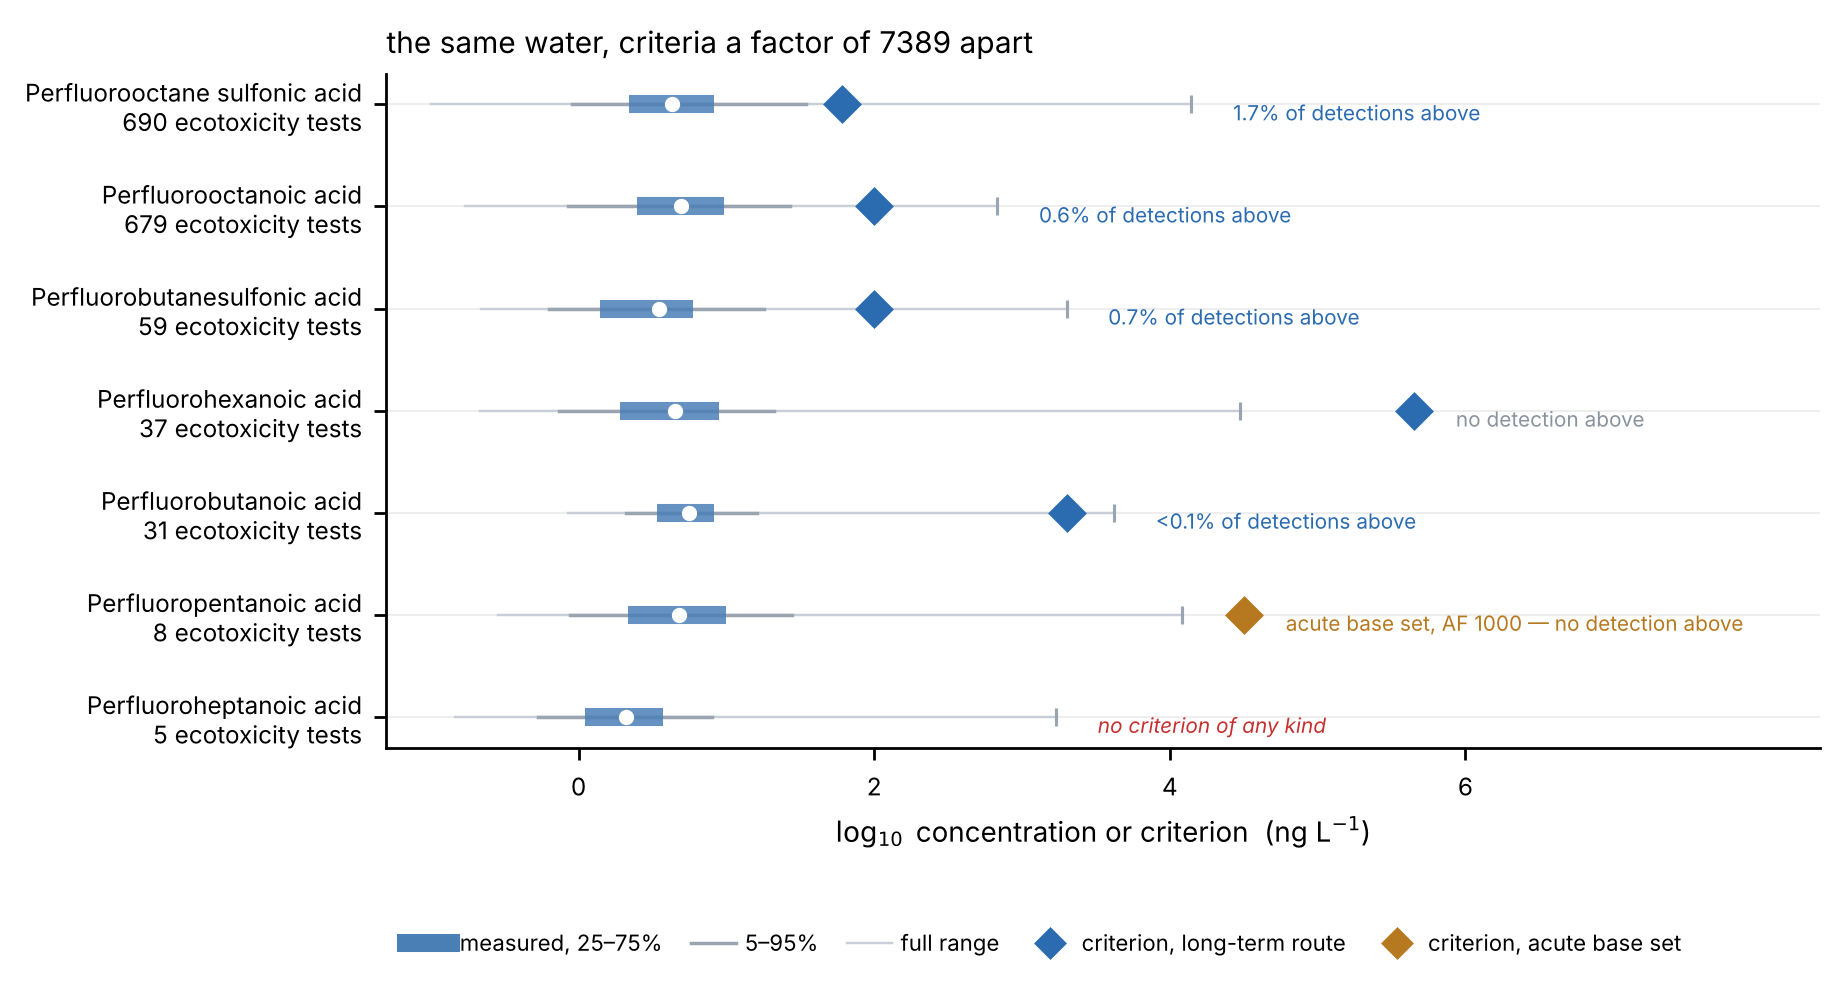 the same water, criteria a factor of 7389 apart
Perfluorooctane sulfonic acid
690 ecotoxicity tests
1.7% of detections above
Perfluorooctanoic acid
679 ecotoxicity tests
0.6% of detections above
Perfluorobutanesulfonic acid
59 ecotoxicity tests
0.7% of detections above
Perfluorohexanoic acid
37 ecotoxicity tests
no detection above
Perfluorobutanoic acid
31 ecotoxicity tests
<0.1% of detections above
Perfluoropentanoic acid
8 ecotoxicity tests
acute base set, AF 1000 — no detection above
Perfluoroheptanoic acid
5 ecotoxicity tests
no criterion of any kind
0 2 4 6
log₁₀ concentration or criterion (ng L⁻¹)
measured, 25–75% 5–95% full range criterion, long-term route criterion, acute base set